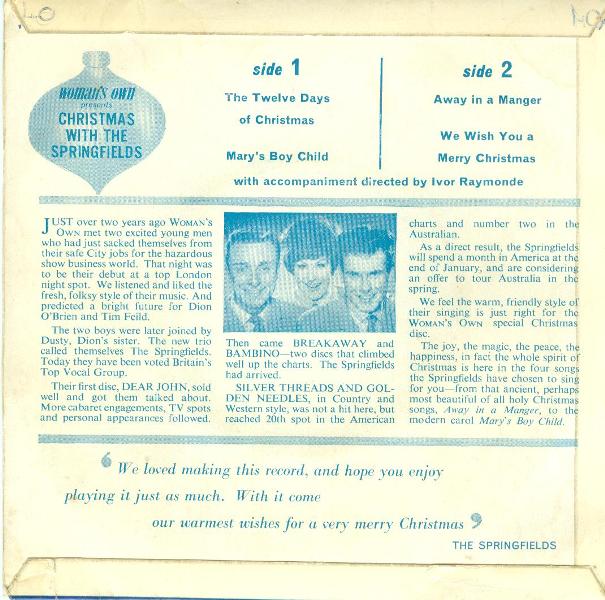 woman's own
presents
CHRISTMAS
WITH THE
SPRINGFIELDS
side 1
The Twelve Days
of Christmas
Mary's Boy Child
side 2
Away in a Manger
We Wish You a
Merry Christmas
with accompaniment directed by Ivor Raymonde
JUST over two years ago WOMAN'S
OWN met two excited young men
who had just sacked themselves from
their safe City jobs for the hazardous
show business world. That night was
to be their debut at a top London
night spot. We listened and liked the
fresh, folksy style of their music. And
predicted a bright future for Dion
O'Brien and Tim Feild.
The two boys were later joined by
Dusty, Dion's sister. The new trio
called themselves The Springfields.
Today they have been voted Britain's
Top Vocal Group.
Their first disc, DEAR JOHN, sold
well and got them talked about.
More cabaret engagements, TV spots
and personal appearances followed.
Then came BREAKAWAY and
BAMBINO—two discs that climbed
well up the charts. The Springfields
had arrived.
SILVER THREADS AND GOL-
DEN NEEDLES, in Country and
Western style, was not a hit here, but
reached 20th spot in the American
charts and number two in the
Australian.
As a direct result, the Springfields
will spend a month in America at the
end of January, and are considering
an offer to tour Australia in the
spring.
We feel the warm, friendly style of
their singing is just right for the
WOMAN'S OWN special Christmas
disc.
The joy, the magic, the peace, the
happiness, in fact the whole spirit of
Christmas is here in the four songs
the Springfields have chosen to sing
for you—from that ancient, perhaps
most beautiful of all holy Christmas
songs, Away in a Manger, to the
modern carol Mary's Boy Child.
‘We loved making this record, and hope you enjoy
playing it just as much. With it come
our warmest wishes for a very merry Christmas’
THE SPRINGFIELDS